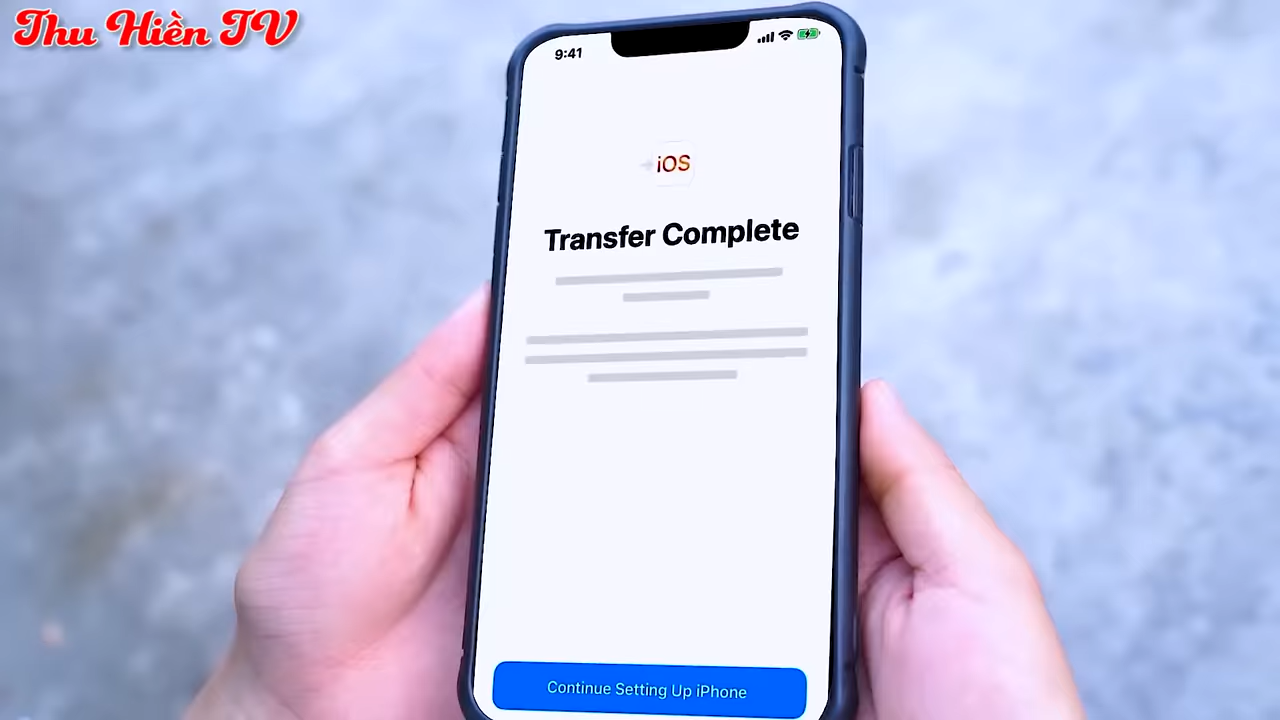 Thu Hiền TV
9:41
iOS
Transfer Complete
Continue Setting Up iPhone